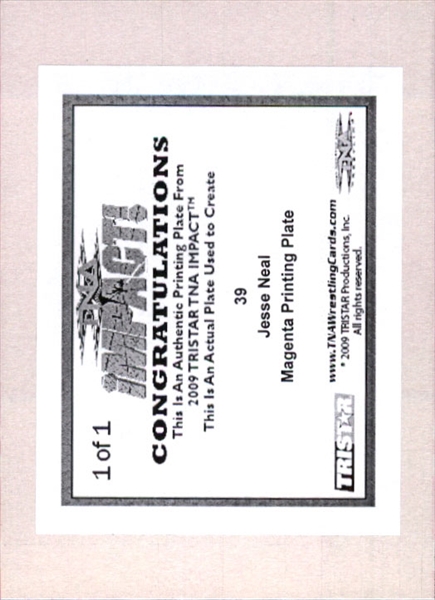 1 of 1
TNA
IMPACT!
CONGRATULATIONS
This Is An Authentic Printing Plate From
2009 TRISTAR TNA IMPACT™
This Is An Actual Plate Used to Create
39
Jesse Neal
Magenta Printing Plate
TRISTAR
www.TNAWrestlingCards.com
* 2009 TRISTAR Productions, Inc.
All rights reserved.
TNA